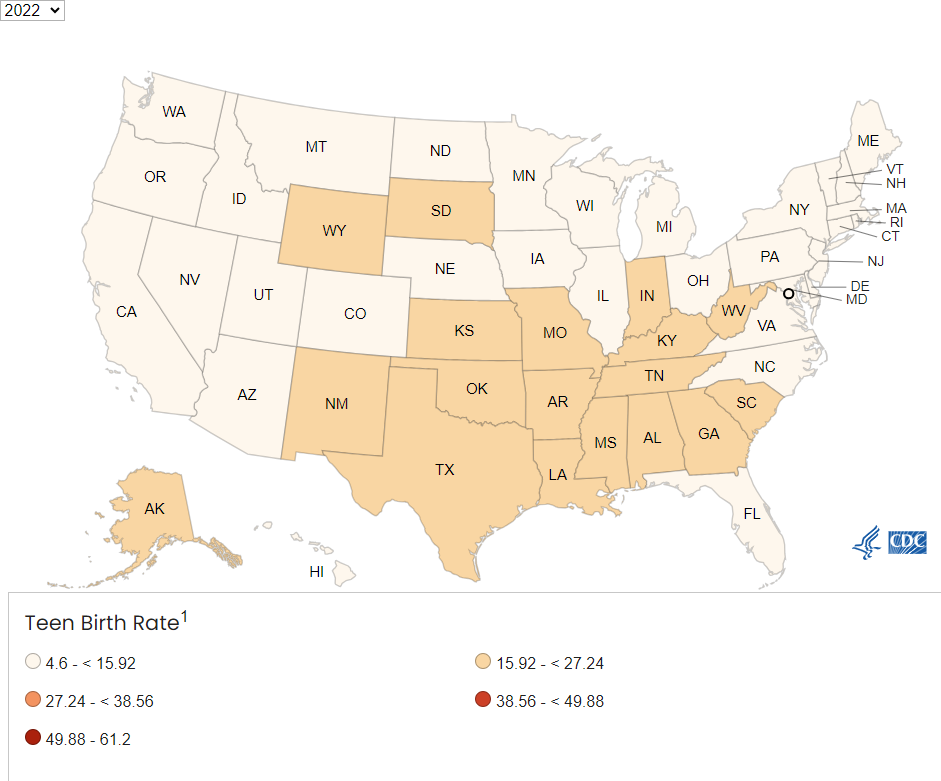 2022
WA
MT
ND
MN
ME
OR
ID
SD
WI
MI
NY
VT
NH
MA
RI
CT
WY
NE
IA
PA
NJ
NV
UT
CO
IL
IN
OH
DE
MD
CA
KS
MO
KY
WV
VA
AZ
NM
OK
AR
TN
NC
SC
TX
LA
MS
AL
GA
FL
AK
HI
CDC
Teen Birth Rate1
4.6 - < 15.92
15.92 - < 27.24
27.24 - < 38.56
38.56 - < 49.88
49.88 - 61.2